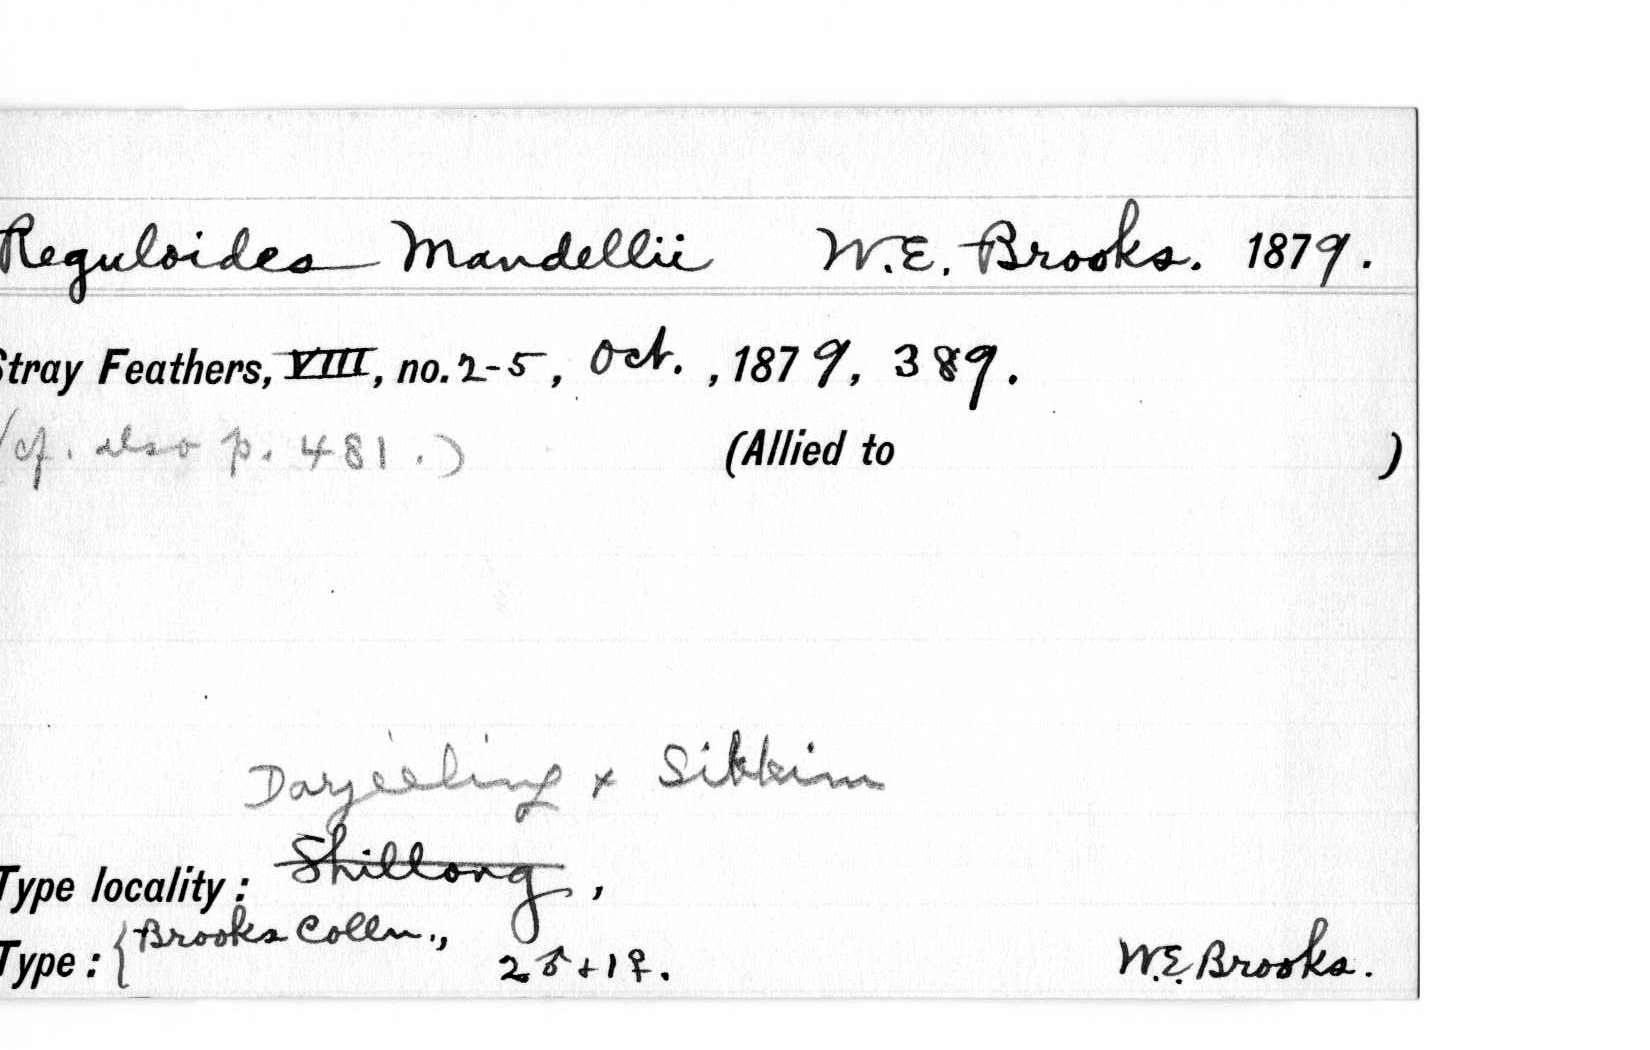 Reguloides Mandellii W.E. Brooks. 1879.
Stray Feathers, VIII, no. 2-5, Oct. , 1879, 389.
(cf. also p. 481.) (Allied to )
Darjeeling & Sikkim
Type locality: Shillong ,
Type: { Brooks Colln., 2♂+1♀. W.E. Brooks.